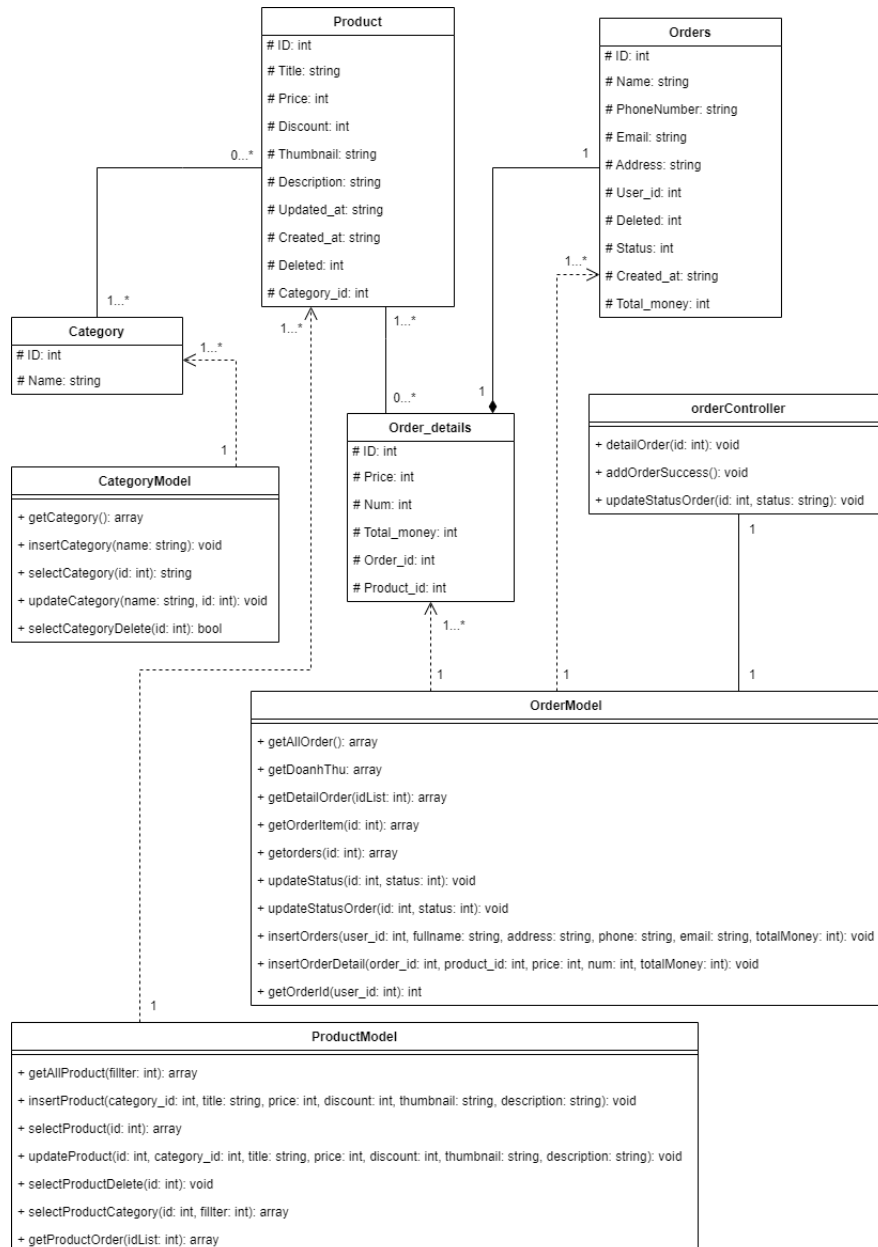 Product
# ID: int
# Title: string
# Price: int
# Discount: int
# Thumbnail: string
# Description: string
# Updated_at: string
# Created_at: string
# Deleted: int
# Category_id: int
Orders
# ID: int
# Name: string
# PhoneNumber: string
# Email: string
# Address: string
# User_id: int
# Deleted: int
# Status: int
# Created_at: string
# Total_money: int
0...*
1
1...*
1...*
1...*
1...*
Category
# ID: int
# Name: string
1...*
1
0...*
1
CategoryModel
+ getCategory(): array
+ insertCategory(name: string): void
+ selectCategory(id: int): string
+ updateCategory(name: string, id: int): void
+ selectCategoryDelete(id: int): bool
Order_details
# ID: int
# Price: int
# Num: int
# Total_money: int
# Order_id: int
# Product_id: int
orderController
+ detailOrder(id: int): void
+ addOrderSuccess(): void
+ updateStatusOrder(id: int, status: string): void
1
1...*
1
1
1
OrderModel
+ getAllOrder(): array
+ getDoanhThu: array
+ getDetailOrder(idList: int): array
+ getOrderItem(id: int): array
+ getorders(id: int): array
+ updateStatus(id: int, status: int): void
+ updateStatusOrder(id: int, status: int): void
+ insertOrders(user_id: int, fullname: string, address: string, phone: string, email: string, totalMoney: int): void
+ insertOrderDetail(order_id: int, product_id: int, price: int, num: int, totalMoney: int): void
+ getOrderId(user_id: int): int
1
ProductModel
+ getAllProduct(fillter: int): array
+ insertProduct(category_id: int, title: string, price: int, discount: int, thumbnail: string, description: string): void
+ selectProduct(id: int): array
+ updateProduct(id: int, category_id: int, title: string, price: int, discount: int, thumbnail: string, description: string): void
+ selectProductDelete(id: int): void
+ selectProductCategory(id: int, fillter: int): array
+ getProductOrder(idList: int): array